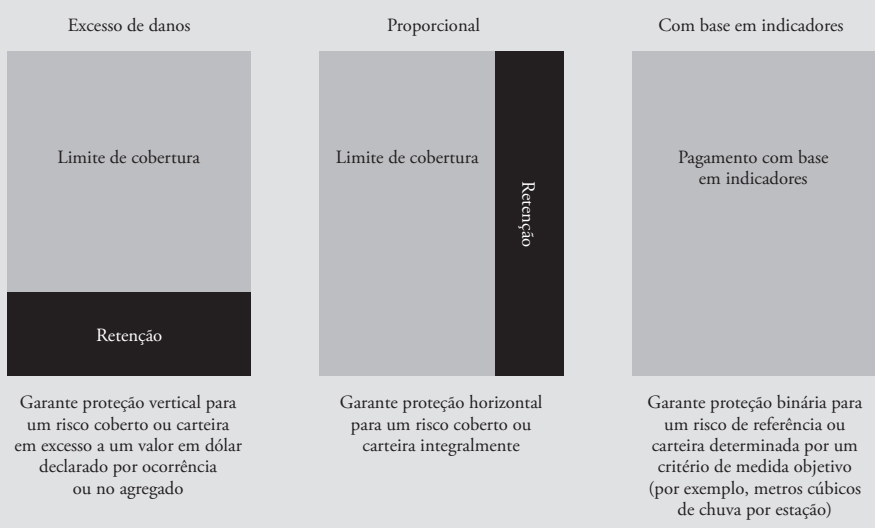 Excesso de danos
Limite de cobertura
Retenção
Garante proteção vertical para
um risco coberto ou carteira
em excesso a um valor em dólar
declarado por ocorrência
ou no agregado
Proporcional
Limite de cobertura
Retenção
Garante proteção horizontal
para um risco coberto ou
carteira integralmente
Com base em indicadores
Pagamento com base
em indicadores
Garante proteção binária para
um risco de referência ou
carteira determinada por um
critério de medida objetivo
(por exemplo, metros cúbicos
de chuva por estação)